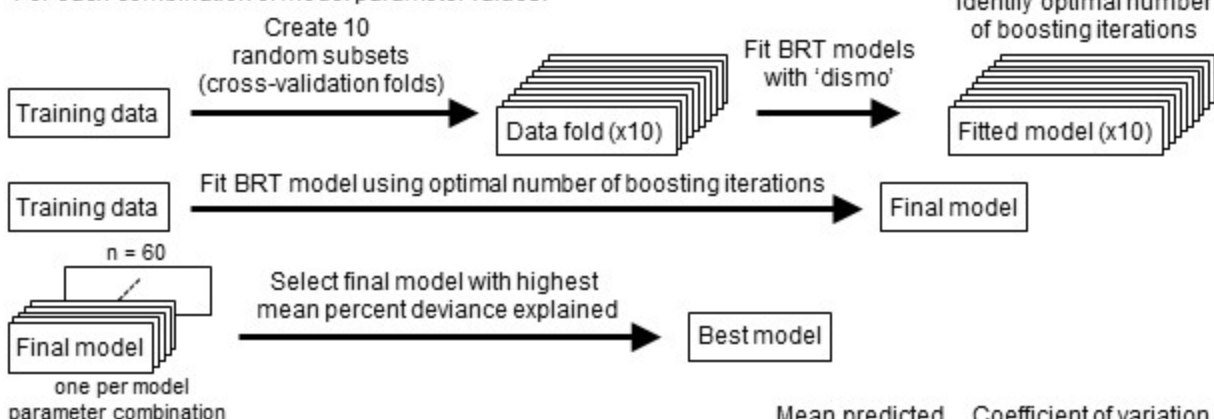 Identify optimal number
of boosting iterations
Create 10
random subsets
(cross-validation folds)
Fit BRT models
with ‘dismo’
Training data
Data fold (x10)
Fitted model (x10)
Fit BRT model using optimal number of boosting iterations
Training data
Final model
n = 60
Select final model with highest
mean percent deviance explained
Final model
Best model
one per model
parameter combination
Mean predicted
Coefficient of variation